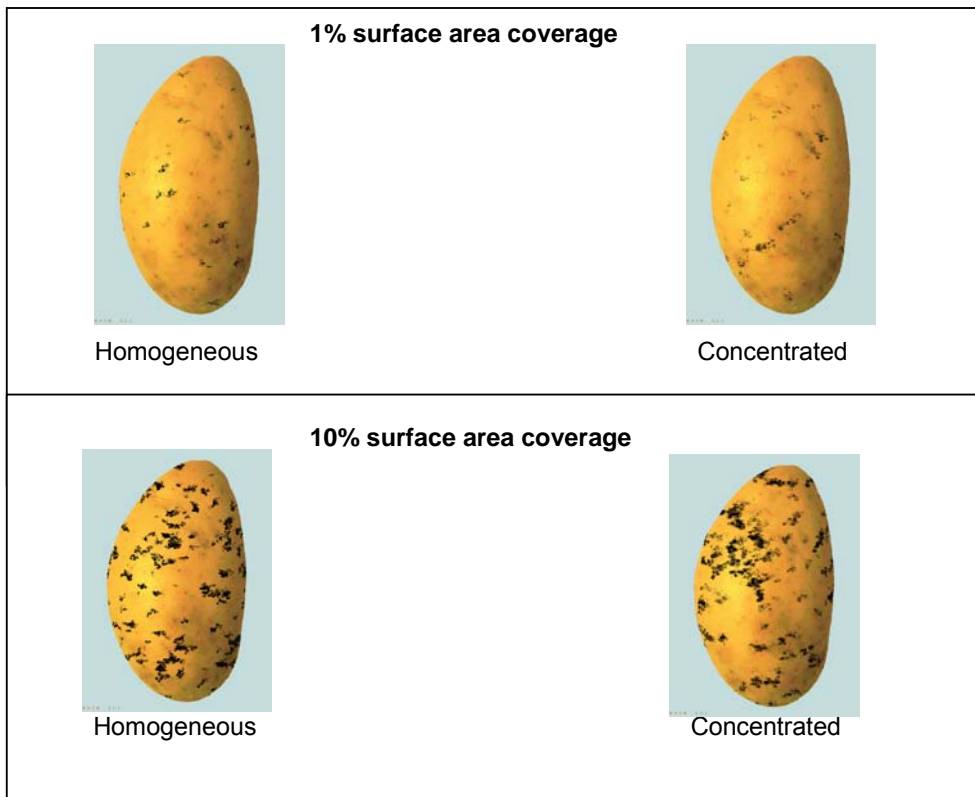 1% surface area coverage
Homogeneous
Concentrated
10% surface area coverage
Homogeneous
Concentrated